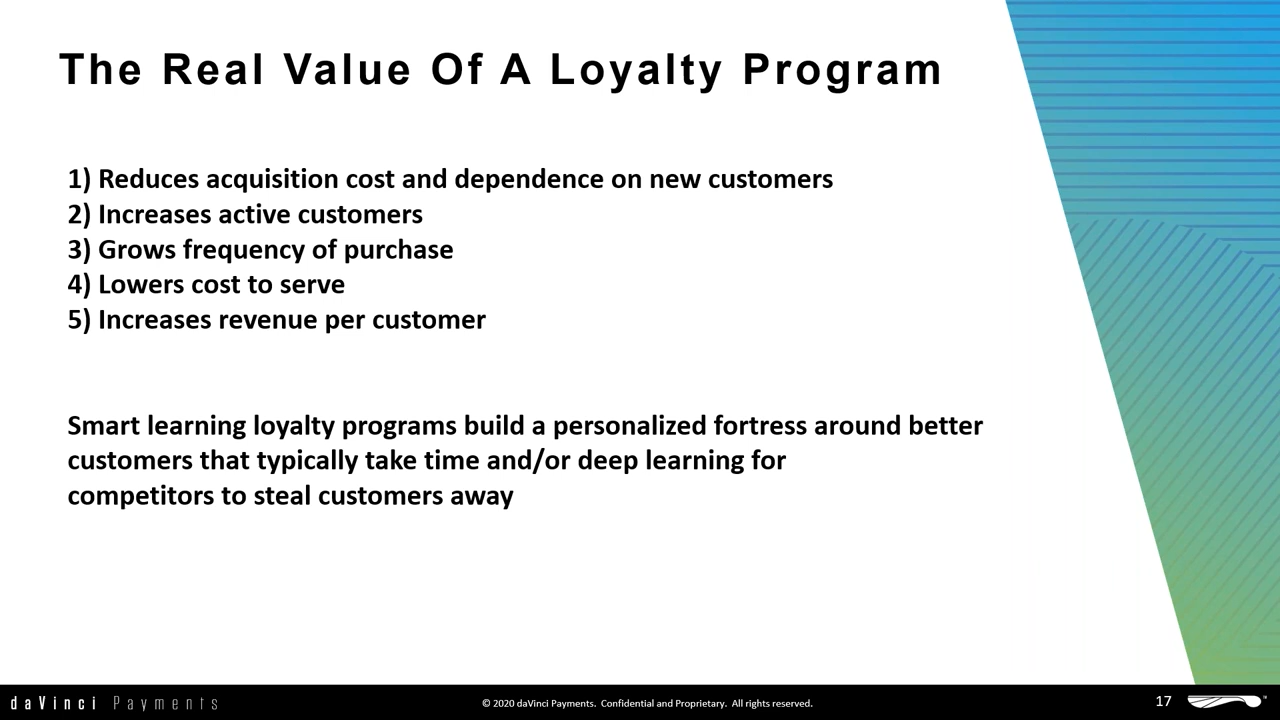 The Real Value Of A Loyalty Program
1) Reduces acquisition cost and dependence on new customers
2) Increases active customers
3) Grows frequency of purchase
4) Lowers cost to serve
5) Increases revenue per customer
Smart learning loyalty programs build a personalized fortress around better
customers that typically take time and/or deep learning for
competitors to steal customers away
daVinci Payments
© 2020 daVinci Payments. Confidential and Proprietary. All rights reserved.
17
™